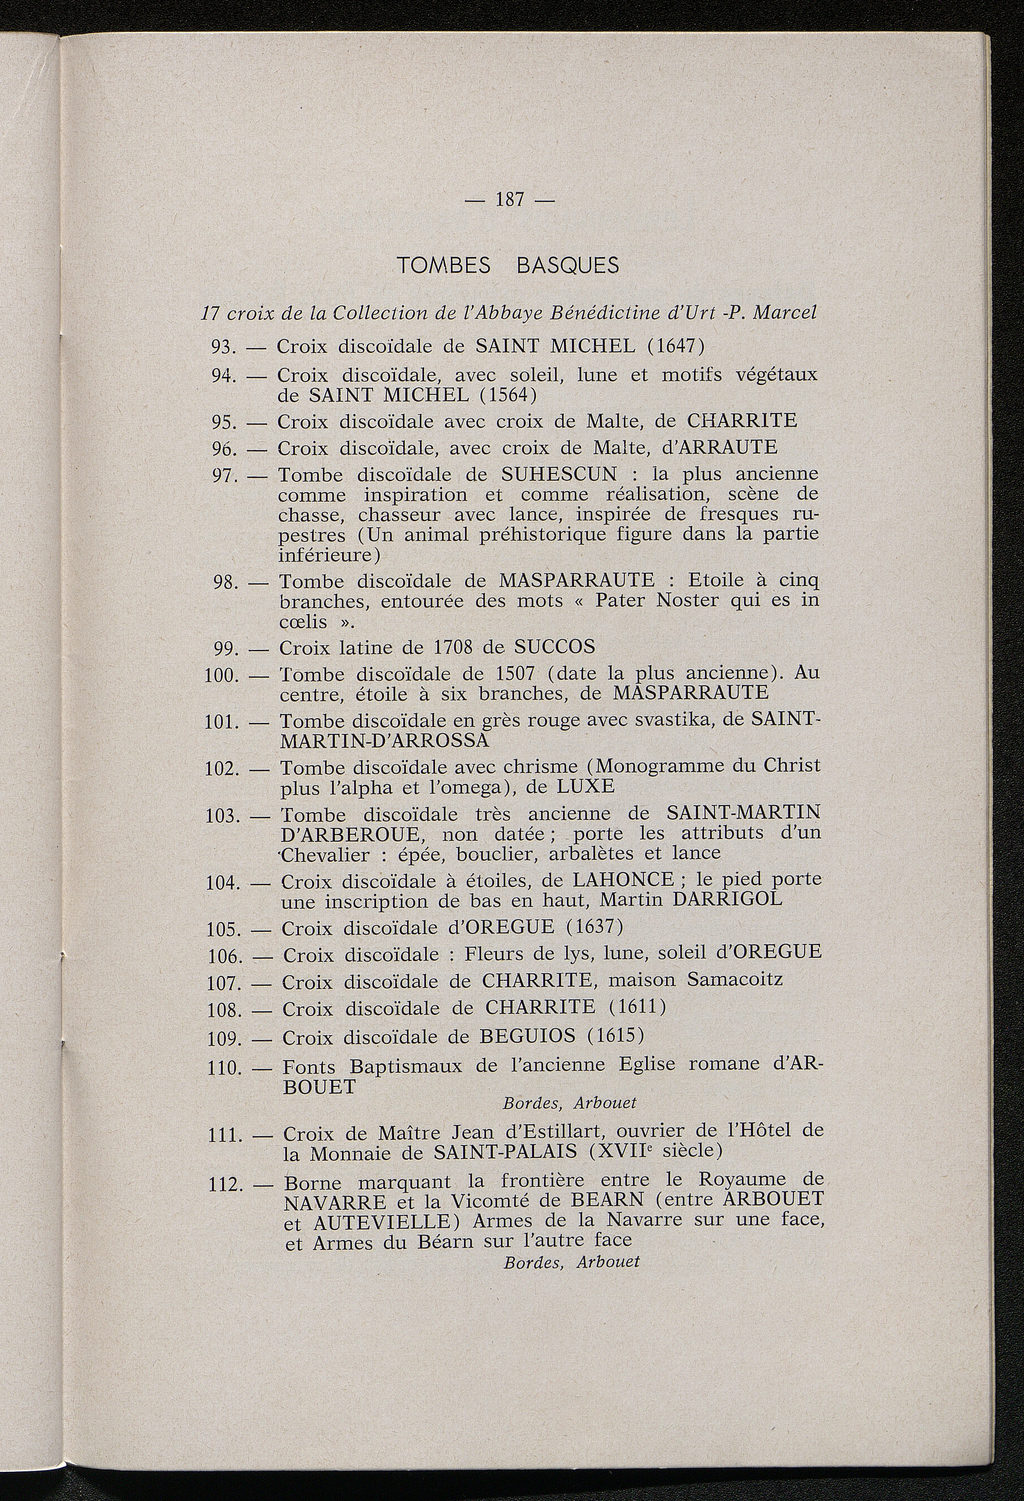 — 187 —
TOMBES BASQUES
17 croix de la Collection de l'Abbaye Bénédictine d'Urt -P. Marcel
93. — Croix discoïdale de SAINT MICHEL (1647)
94. — Croix discoïdale, avec soleil, lune et motifs végétaux
de SAINT MICHEL (1564)
95. — Croix discoïdale avec croix de Malte, de CHARRITE
96. — Croix discoïdale, avec croix de Malte, d'ARRAUTE
97. — Tombe discoïdale de SUHESCUN : la plus ancienne
comme inspiration et comme réalisation, scène de
chasse, chasseur avec lance, inspirée de fresques ru-
pestres (Un animal préhistorique figure dans la partie
inférieure)
98. — Tombe discoïdale de MASPARRAUTE : Etoile à cinq
branches, entourée des mots « Pater Noster qui es in
cœlis ».
99. — Croix latine de 1708 de SUCCOS
100. — Tombe discoïdale de 1507 (date la plus ancienne). Au
centre, étoile à six branches, de MASPARRAUTE
101. — Tombe discoïdale en grès rouge avec svastika, de SAINT-
MARTIN-D'ARROSSA
102. — Tombe discoïdale avec chrisme (Monogramme du Christ
plus l'alpha et l'omega), de LUXE
103. — Tombe discoïdale très ancienne de SAINT-MARTIN
D'ARBEROUE, non datée ; porte les attributs d'un
Chevalier : épée, bouclier, arbalètes et lance
104. — Croix discoïdale à étoiles, de LAHONCE ; le pied porte
une inscription de bas en haut, Martin DARRIGOL
105. — Croix discoïdale d'OREGUE (1637)
106. — Croix discoïdale : Fleurs de lys, lune, soleil d'OREGUE
107. — Croix discoïdale de CHARRITE, maison Samacoitz
108. — Croix discoïdale de CHARRITE (1611)
109. — Croix discoïdale de BEGUIOS (1615)
110. — Fonts Baptismaux de l'ancienne Eglise romane d'AR-
BOUET
Bordes, Arbouet
111. — Croix de Maître Jean d'Estillart, ouvrier de l'Hôtel de
la Monnaie de SAINT-PALAIS (XVIIe siècle)
112. — Borne marquant la frontière entre le Royaume de
NAVARRE et la Vicomté de BEARN (entre ARBOUET
et AUTEVIELLE) Armes de la Navarre sur une face,
et Armes du Béarn sur l'autre face
Bordes, Arbouet